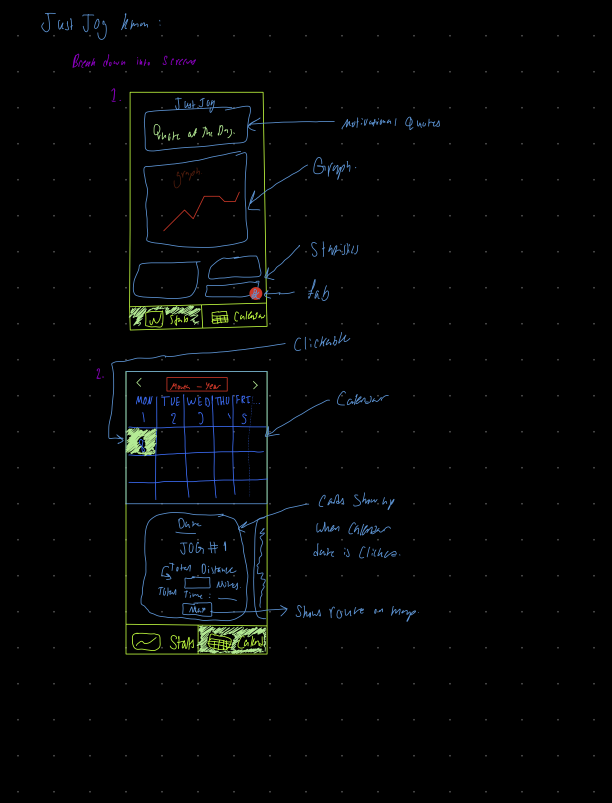 Just Jog :
Break down into Screens
1.
Just Jog
Quote of The Day.
Motivational Quotes
graph
Graph.
Statistics
fab
Stats
Calendar
Clickable
2.
< Month - Year >
MON TUE WED THU FRI ...
1 2 3 4 5
1
Calendar
Cards Show up
when Calendar
date is Clicked.
Date
JOG # 1
Total Distance
Miles.
Total Time :
Map
Shows route on map
Stats
Calend